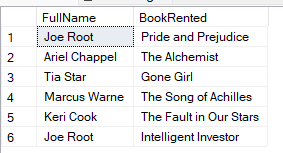 FullName BookRented
1 Joe Root Pride and Prejudice
2 Ariel Chappel The Alchemist
3 Tia Star Gone Girl
4 Marcus Warne The Song of Achilles
5 Keri Cook The Fault in Our Stars
6 Joe Root Intelligent Investor